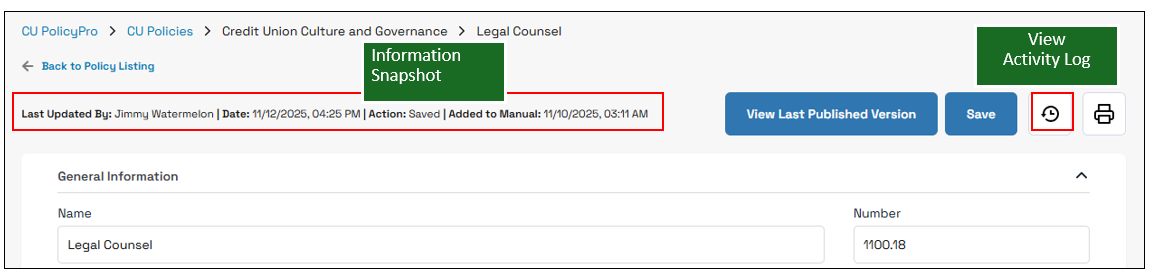 CU PolicyPro > CU Policies > Credit Union Culture and Governance > Legal Counsel
← Back to Policy Listing
Information
Snapshot
View
Activity Log
Last Updated By: Jimmy Watermelon | Date: 11/12/2025, 04:25 PM | Action: Saved | Added to Manual: 11/10/2025, 03:11 AM
View Last Published Version
Save
General Information
Name
Number
Legal Counsel
1100.18